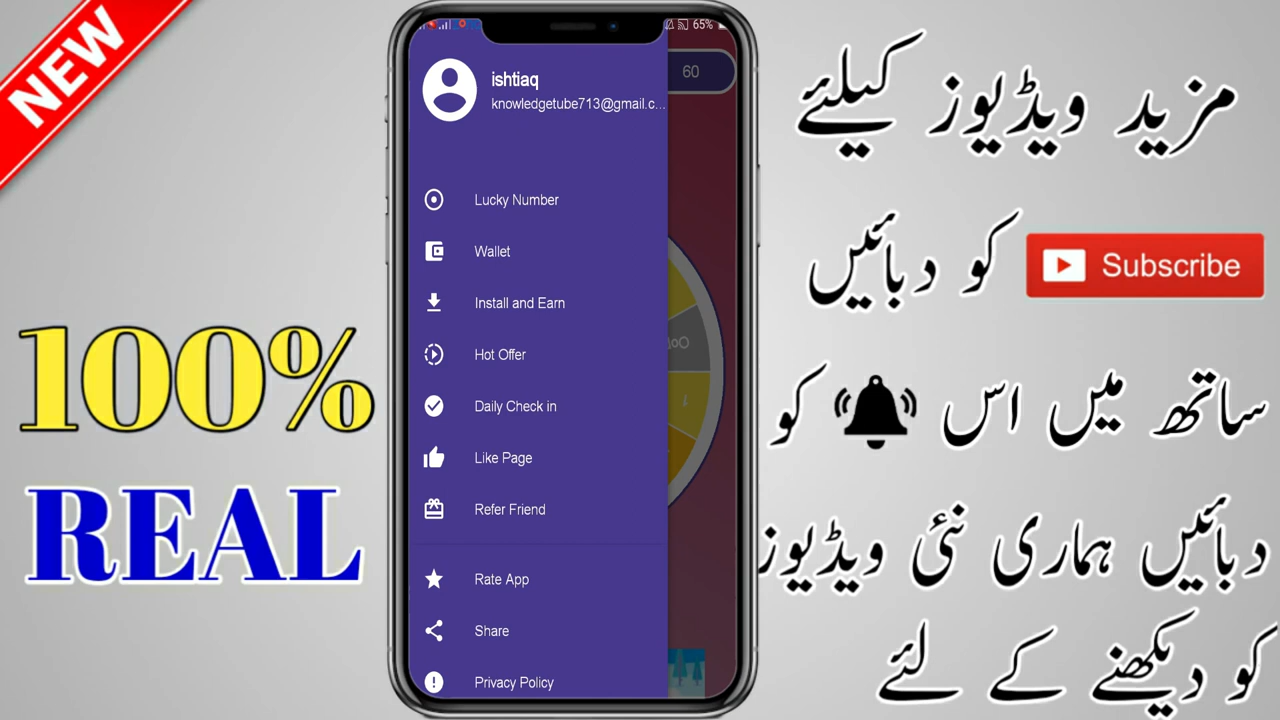 NEW
100%
REAL
65%
60
ishtiaq
knowledgetube713@gmail.c...
Lucky Number
Wallet
Install and Earn
Hot Offer
Daily Check in
Like Page
Refer Friend
Rate App
Share
Privacy Policy
مزید ویڈیوز کیلئے
Subscribe کو دبائیں
ساتھ میں اس کو
دبائیں ہماری نئی ویڈیوز
کو دیکھنے کے لئے